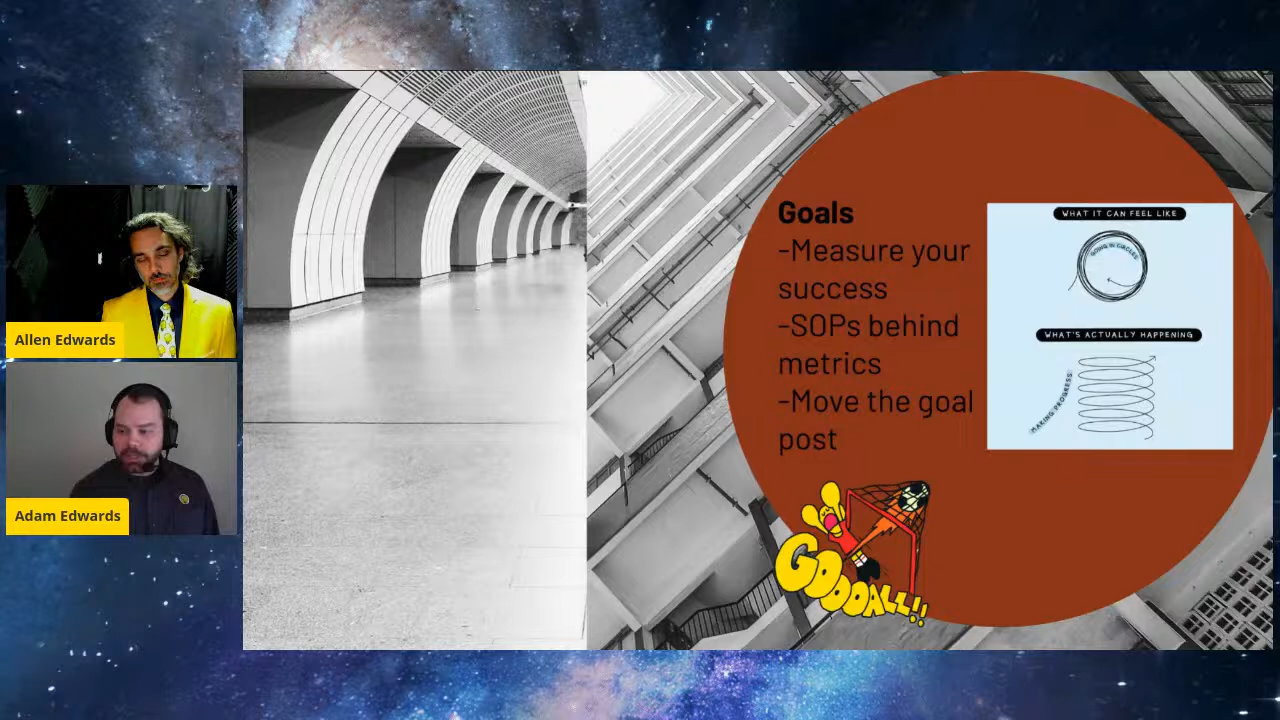 Allen Edwards
Adam Edwards
Goals
-Measure your
success
-SOPs behind
metrics
-Move the goal
post
WHAT IT CAN FEEL LIKE
GOING IN CIRCLES
WHAT'S ACTUALLY HAPPENING
MAKING PROGRESS
GOOOALL!!